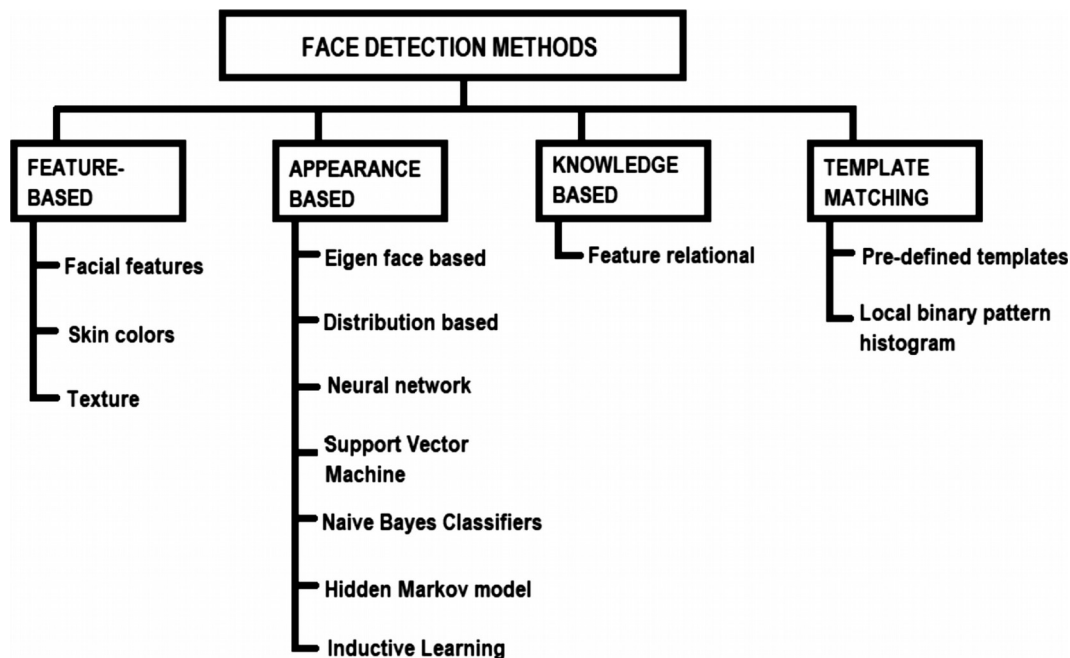 FACE DETECTION METHODS
FEATURE-
BASED
Facial features
Skin colors
Texture
APPEARANCE
BASED
Eigen face based
Distribution based
Neural network
Support Vector
Machine
Naive Bayes Classifiers
Hidden Markov model
Inductive Learning
KNOWLEDGE
BASED
Feature relational
TEMPLATE
MATCHING
Pre-defined templates
Local binary pattern
histogram